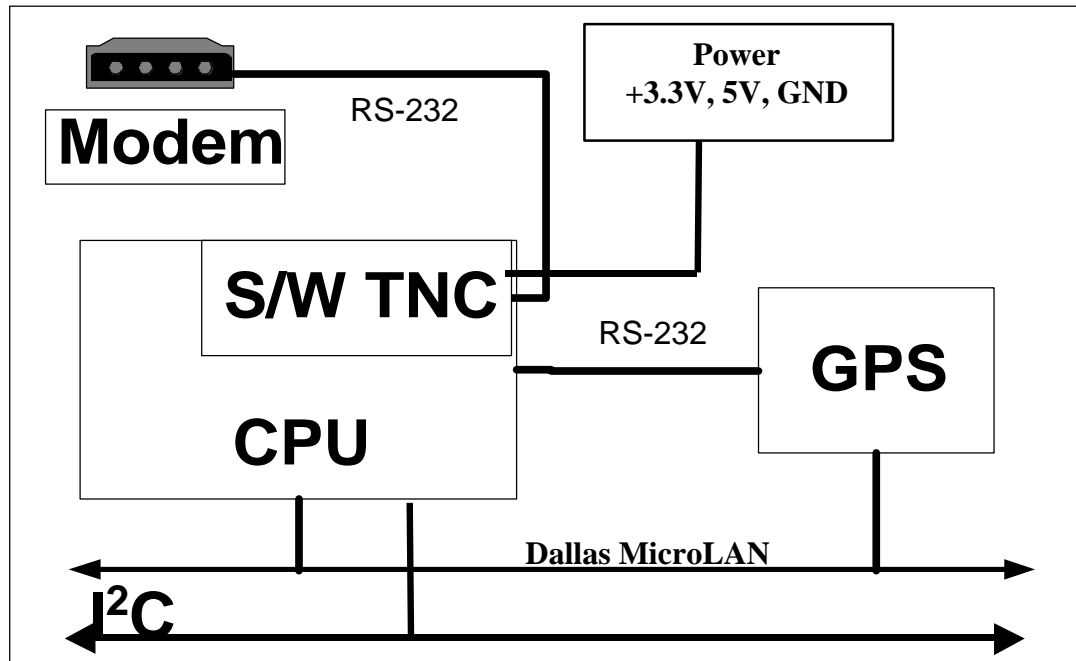 Power
+3.3V, 5V, GND
RS-232
Modem
S/W TNC
RS-232
GPS
CPU
Dallas MicroLAN
I²C